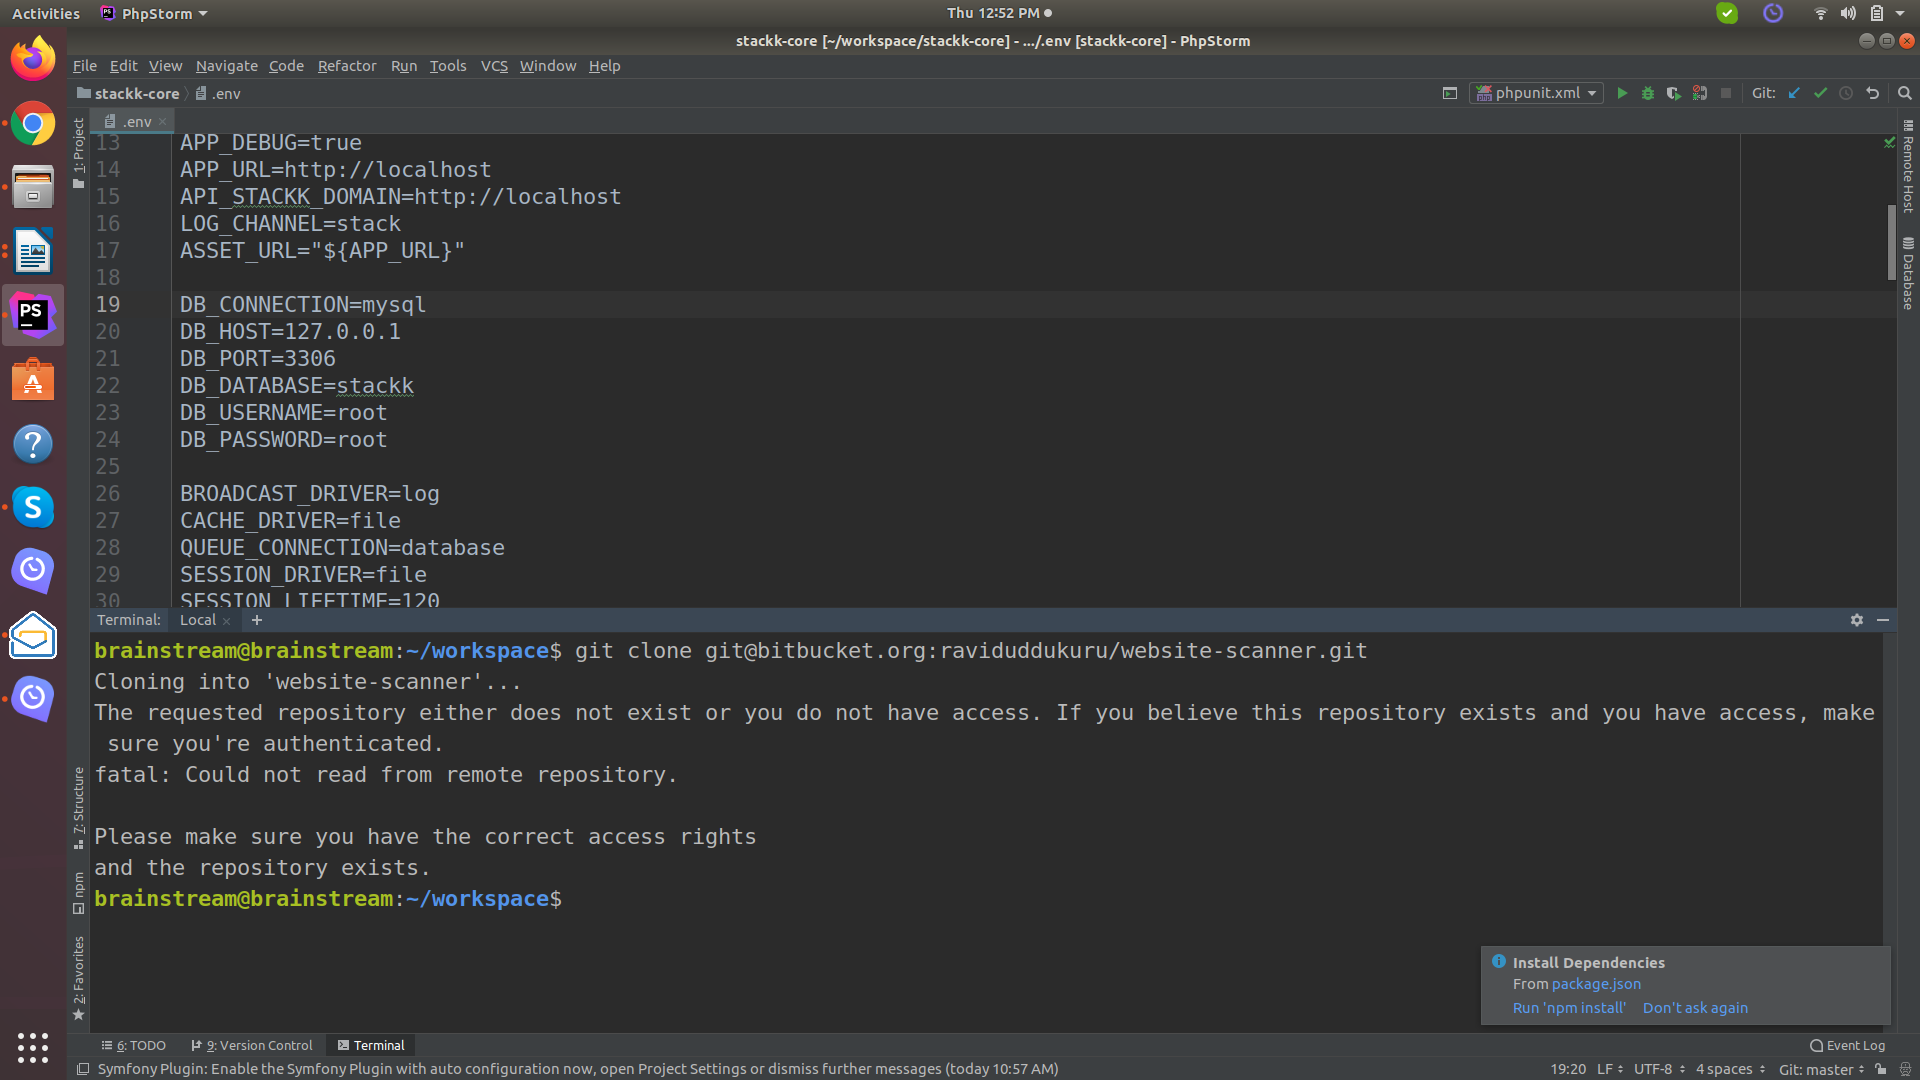 Activities PhpStorm Thu 12:52 PM
stackk-core [~/workspace/stackk-core] - .../.env [stackk-core] - PhpStorm
File Edit View Navigate Code Refactor Run Tools VCS Window Help
stackk-core .env phpunit.xml Git:
.env
1: Project
Remote Host
Database
13 APP_DEBUG=true
14 APP_URL=http://localhost
15 API_STACKK_DOMAIN=http://localhost
16 LOG_CHANNEL=stack
17 ASSET_URL="${APP_URL}"
18
19 DB_CONNECTION=mysql
20 DB_HOST=127.0.0.1
21 DB_PORT=3306
22 DB_DATABASE=stackk
23 DB_USERNAME=root
24 DB_PASSWORD=root
25
26 BROADCAST_DRIVER=log
27 CACHE_DRIVER=file
28 QUEUE_CONNECTION=database
29 SESSION_DRIVER=file
30 SESSION_LIFETIME=120
Terminal: Local
brainstream@brainstream:~/workspace$ git clone git@bitbucket.org:raviduddukuru/website-scanner.git
Cloning into 'website-scanner'...
The requested repository either does not exist or you do not have access. If you believe this repository exists and you have access, make
sure you're authenticated.
fatal: Could not read from remote repository.
Please make sure you have the correct access rights
and the repository exists.
brainstream@brainstream:~/workspace$
7: Structure
npm
2: Favorites
Install Dependencies
From package.json
Run 'npm install' Don't ask again
6: TODO 9: Version Control Terminal Event Log
Symfony Plugin: Enable the Symfony Plugin with auto configuration now, open Project Settings or dismiss further messages (today 10:57 AM) 19:20 LF UTF-8 4 spaces Git: master